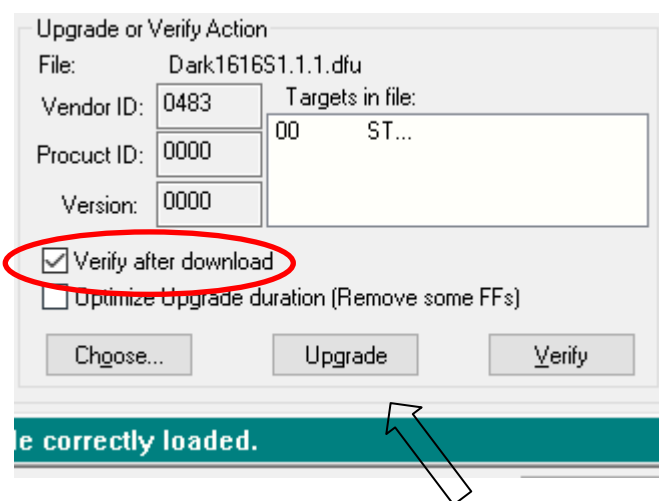 Upgrade or Verify Action
File: Dark1616S1.1.1.dfu
Vendor ID: 0483
Targets in file:
00 ST...
Procuct ID: 0000
Version: 0000
Verify after download
Optimize Upgrade duration (Remove some FFs)
Choose... Upgrade Verify
le correctly loaded.